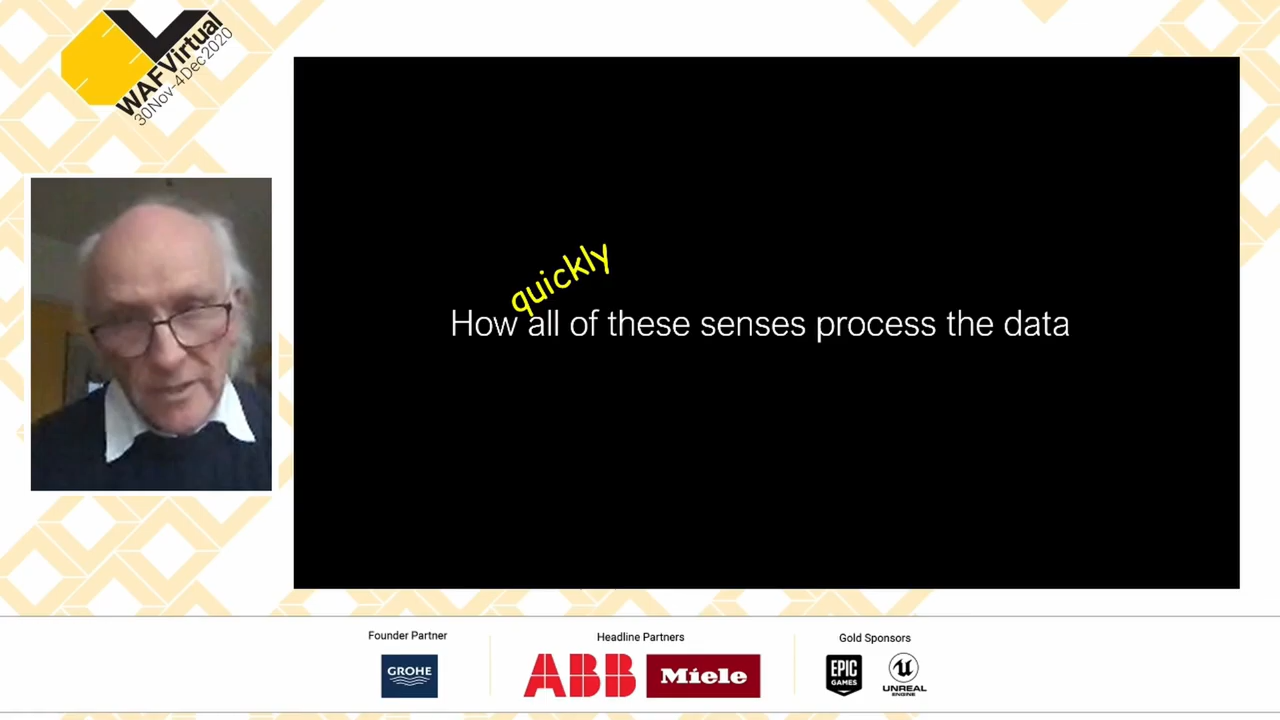 WAFVirtual
30Nov-4Dec2020
quickly
How all of these senses process the data
Founder Partner
Headline Partners
Gold Sponsors
GROHE
ABB
Miele
EPIC
GAMES
UNREAL
ENGINE